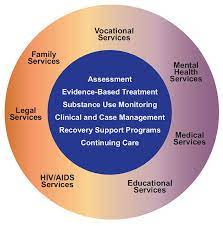 Vocational
Services
Mental
Health
Services
Medical
Services
Educational
Services
HIV/AIDS
Services
Legal
Services
Family
Services
Assessment
Evidence-Based Treatment
Substance Use Monitoring
Clinical and Case Management
Recovery Support Programs
Continuing Care